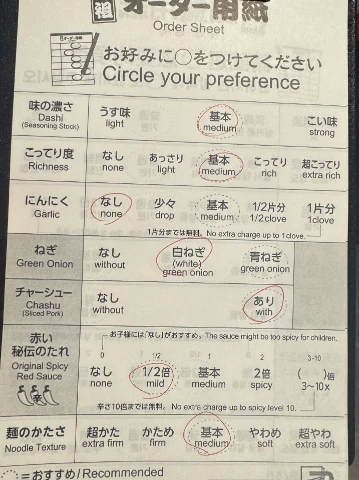 オーダー用紙
Order Sheet
お好みに○をつけてください
Circle your preference
味の濃さ うす味 基本 こい味
Dashi light medium strong
(Seasoning Stock)
こってり度 なし あっさり 基本 こってり 超こってり
Richness none light medium rich extra rich
にんにく なし 少々 基本 1/2片分 1片分
Garlic none drop medium 1/2clove 1clove
1片分までは無料。No extra charge up to 1clove.
ねぎ なし 白ねぎ 青ねぎ
Green Onion without (white) green onion
green onion
チャーシュー なし あり
Chashu without with
(Sliced Pork)
お子様には「なし」がおすすめ。The sauce might be too spicy for children.
赤い
秘伝のたれ
Original Spicy
Red Sauce
辛
0 1/2 1 2 3-10
なし 1/2倍 基本 2倍 ( )倍
none mild medium spicy 3~10x
辛さ10倍までは無料。No extra charge up to spicy level 10.
麺のかたさ 超かた かため 基本 やわめ 超やわ
Noodle Texture extra firm firm medium soft extra soft
=おすすめ/Recommended